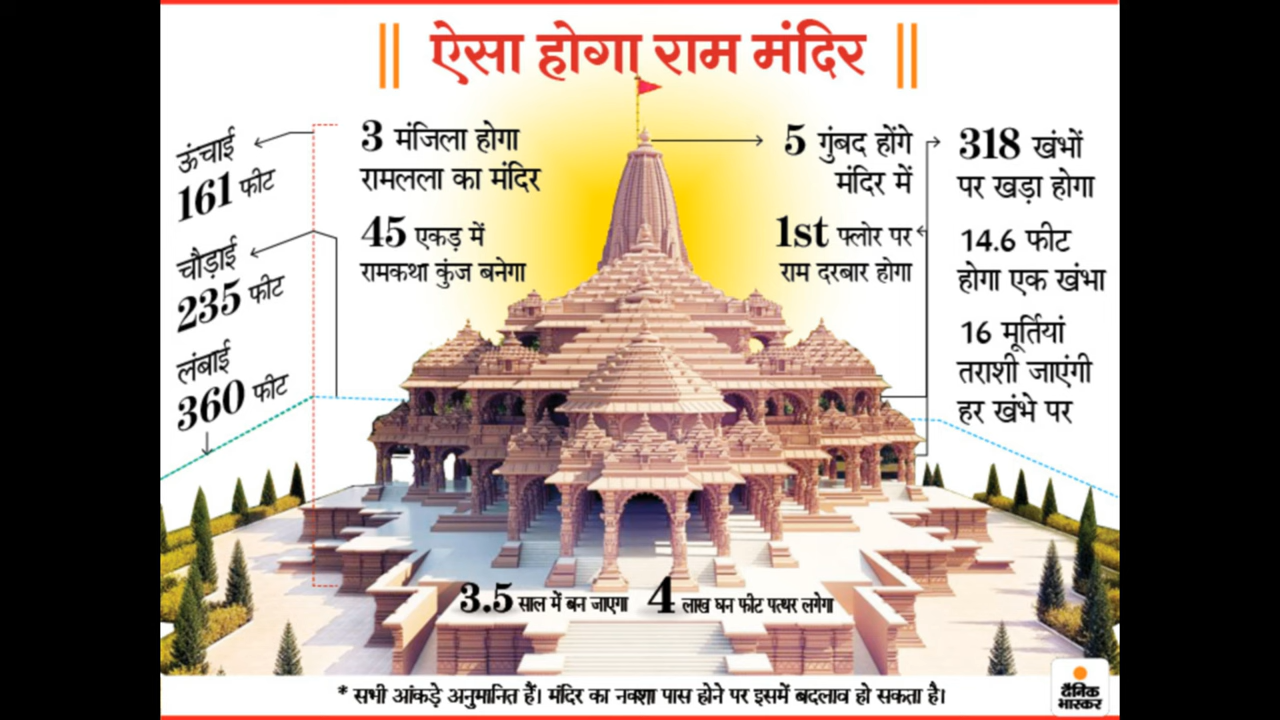 || ऐसा होगा राम मंदिर ||
ऊंचाई
161 फीट
चौड़ाई
235 फीट
लंबाई
360 फीट
3 मंजिला होगा
रामलला का मंदिर
45 एकड़ में
रामकथा कुंज बनेगा
5 गुंबद होंगे
मंदिर में
1st फ्लोर पर
राम दरबार होगा
318 खंभों
पर खड़ा होगा
14.6 फीट
होगा एक खंभा
16 मूर्तियां
तराशी जाएंगी
हर खंभे पर
3.5 साल में बन जाएगा
4 लाख घन फीट पत्थर लगेगा
* सभी आंकड़े अनुमानित हैं। मंदिर का नक्शा पास होने पर इसमें बदलाव हो सकता है।
दैनिक
भास्कर